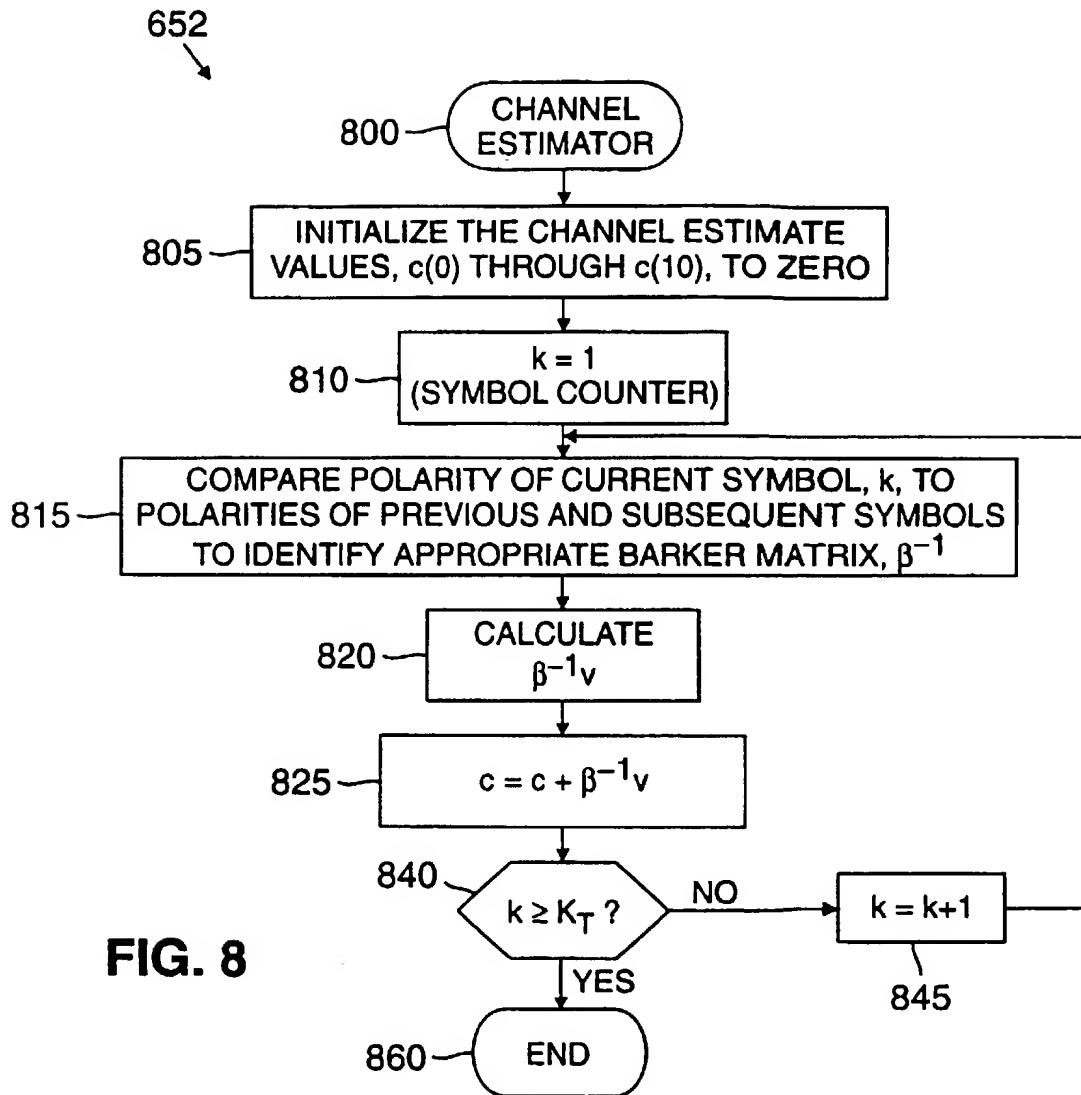 652
800
CHANNEL
ESTIMATOR
805
INITIALIZE THE CHANNEL ESTIMATE
VALUES, c(0) THROUGH c(10), TO ZERO
810
k = 1
(SYMBOL COUNTER)
815
COMPARE POLARITY OF CURRENT SYMBOL, k, TO
POLARITIES OF PREVIOUS AND SUBSEQUENT SYMBOLS
TO IDENTIFY APPROPRIATE BARKER MATRIX, β⁻¹
820
CALCULATE
β⁻¹v
825
c = c + β⁻¹v
840
k ≥ K_T ?
NO
k = k+1
845
YES
FIG. 8
860
END